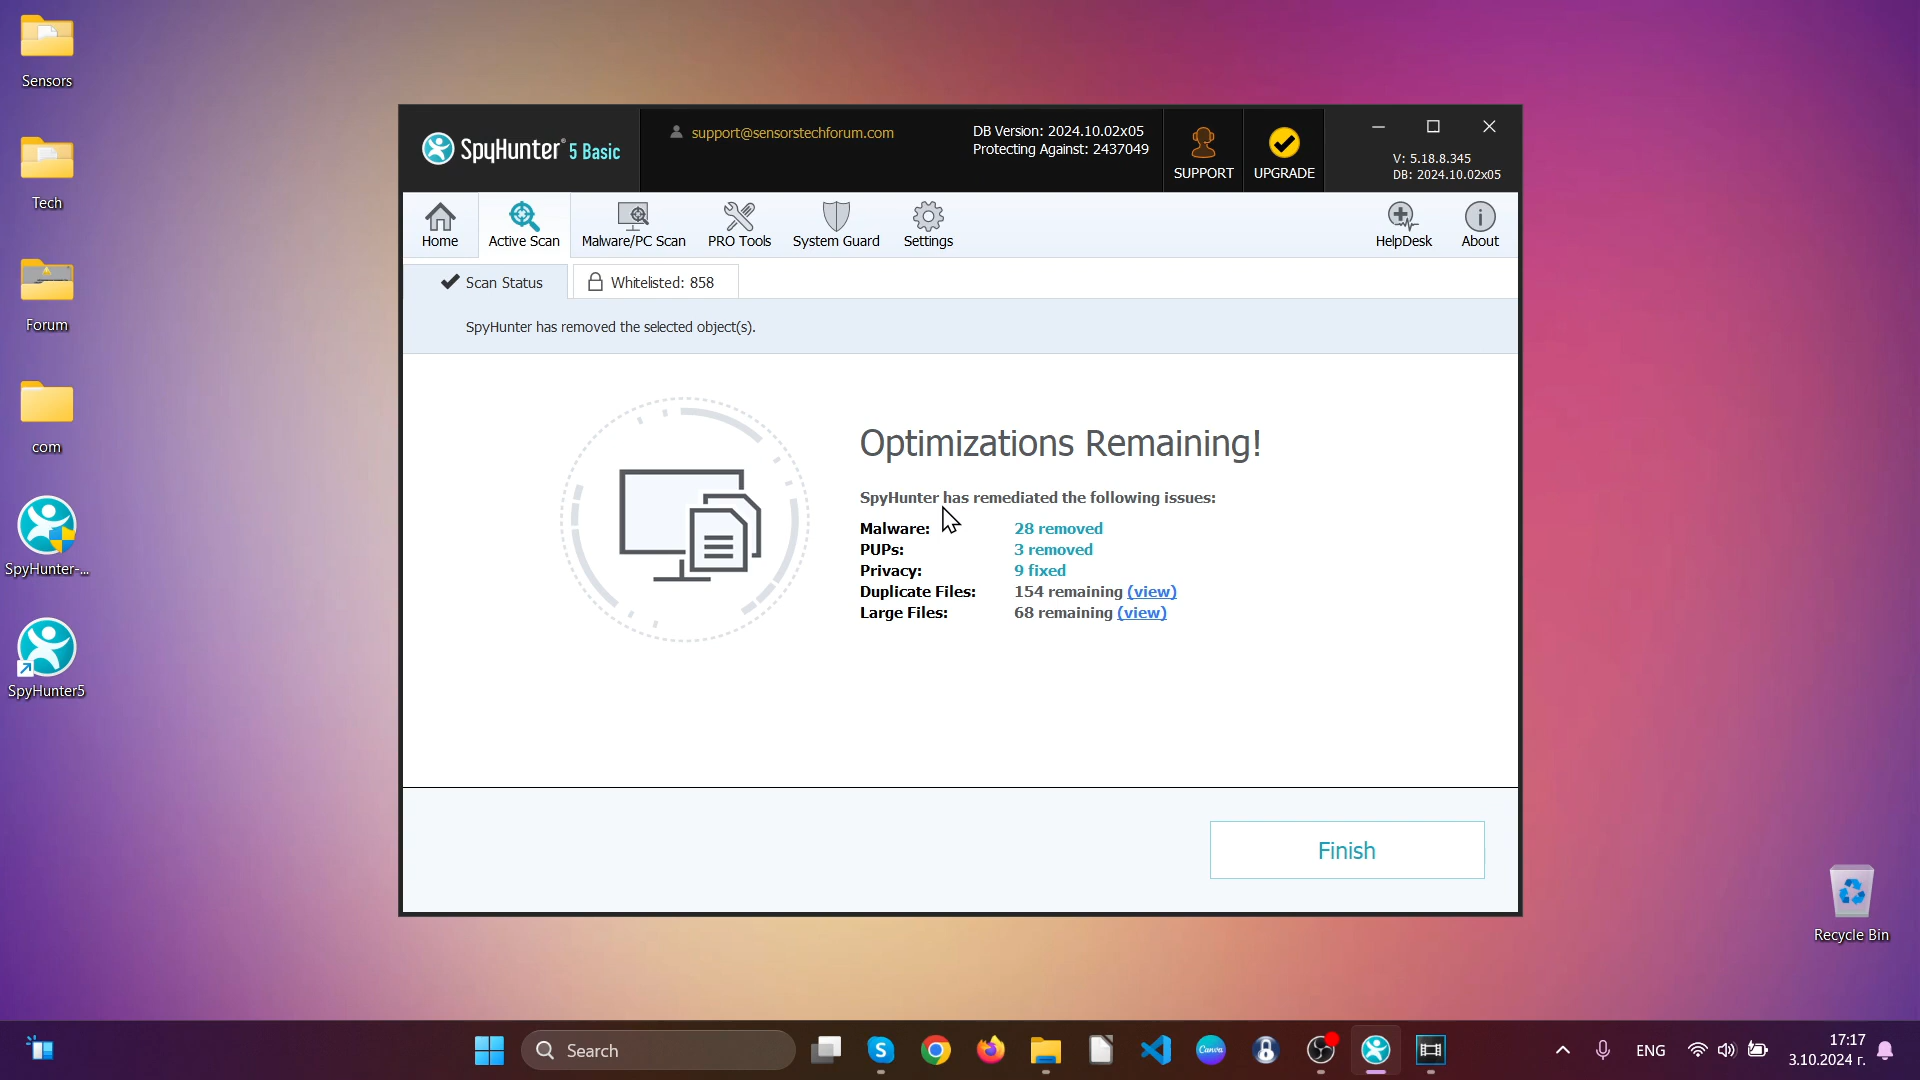 Sensors
Tech
Forum
com
SpyHunter-...
SpyHunter5
SpyHunter® 5 Basic
support@sensorstechforum.com
DB Version: 2024.10.02x05
Protecting Against: 2437049
SUPPORT
UPGRADE
V: 5.18.8.345
DB: 2024.10.02x05
Home
Active Scan
Malware/PC Scan
PRO Tools
System Guard
Settings
HelpDesk
About
Scan Status
Whitelisted: 858
SpyHunter has removed the selected object(s).
Optimizations Remaining!
SpyHunter has remediated the following issues:
Malware: 28 removed
PUPs: 3 removed
Privacy: 9 fixed
Duplicate Files: 154 remaining (view)
Large Files: 68 remaining (view)
Finish
Recycle Bin
Search
Canva
ENG
17:17
3.10.2024 г.